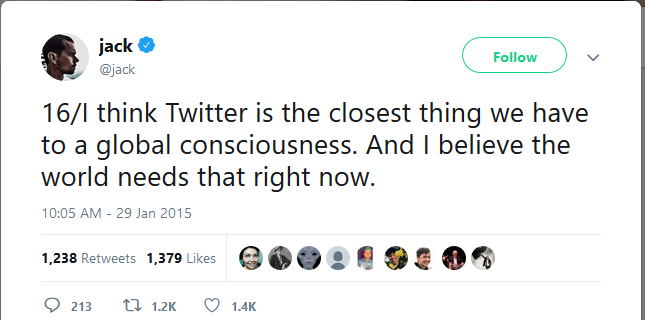 jack
@jack
Follow
16/I think Twitter is the closest thing we have
to a global consciousness. And I believe the
world needs that right now.
10:05 AM - 29 Jan 2015
1,238 Retweets 1,379 Likes
213 1.2K 1.4K